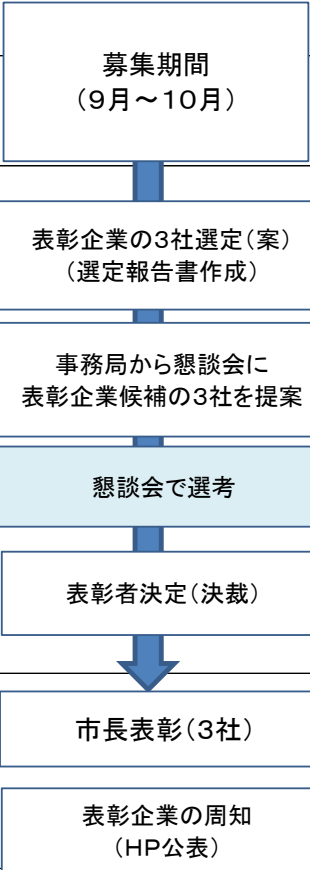 募集期間
（9月～10月）
表彰企業の3社選定（案）
（選定報告書作成）
事務局から懇談会に
表彰企業候補の3社を提案
懇談会で選考
表彰者決定（決裁）
市長表彰（3社）
表彰企業の周知
（HP公表）